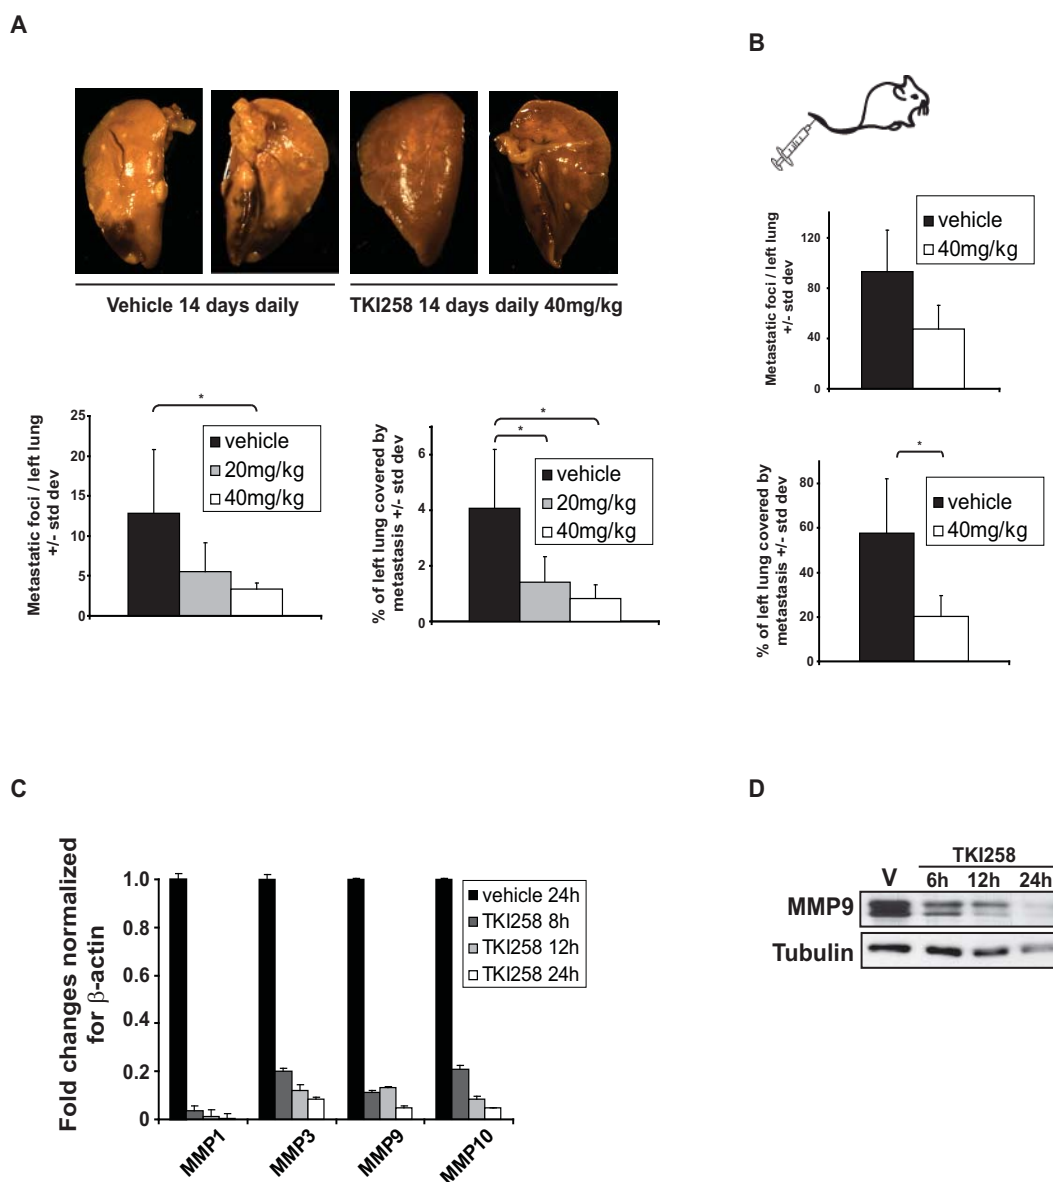 A
Vehicle 14 days daily
TKI258 14 days daily 40mg/kg
Metastatic foci / left lung
+/- std dev
25
20
15
10
5
0
*
vehicle
20mg/kg
40mg/kg
% of left lung covered by
metastasis +/- std dev
6
4
2
0
*
*
vehicle
20mg/kg
40mg/kg
B
Metastatic foci / left lung
+/- std dev
120
80
40
0
vehicle
40mg/kg
% of left lung covered by
metastasis +/- std dev
80
60
40
20
0
*
vehicle
40mg/kg
C
Fold changes normalized
for β-actin
1.0
0.8
0.6
0.4
0.2
0
vehicle 24h
TKI258 8h
TKI258 12h
TKI258 24h
MMP1
MMP3
MMP9
MMP10
D
TKI258
V 6h 12h 24h
MMP9
Tubulin